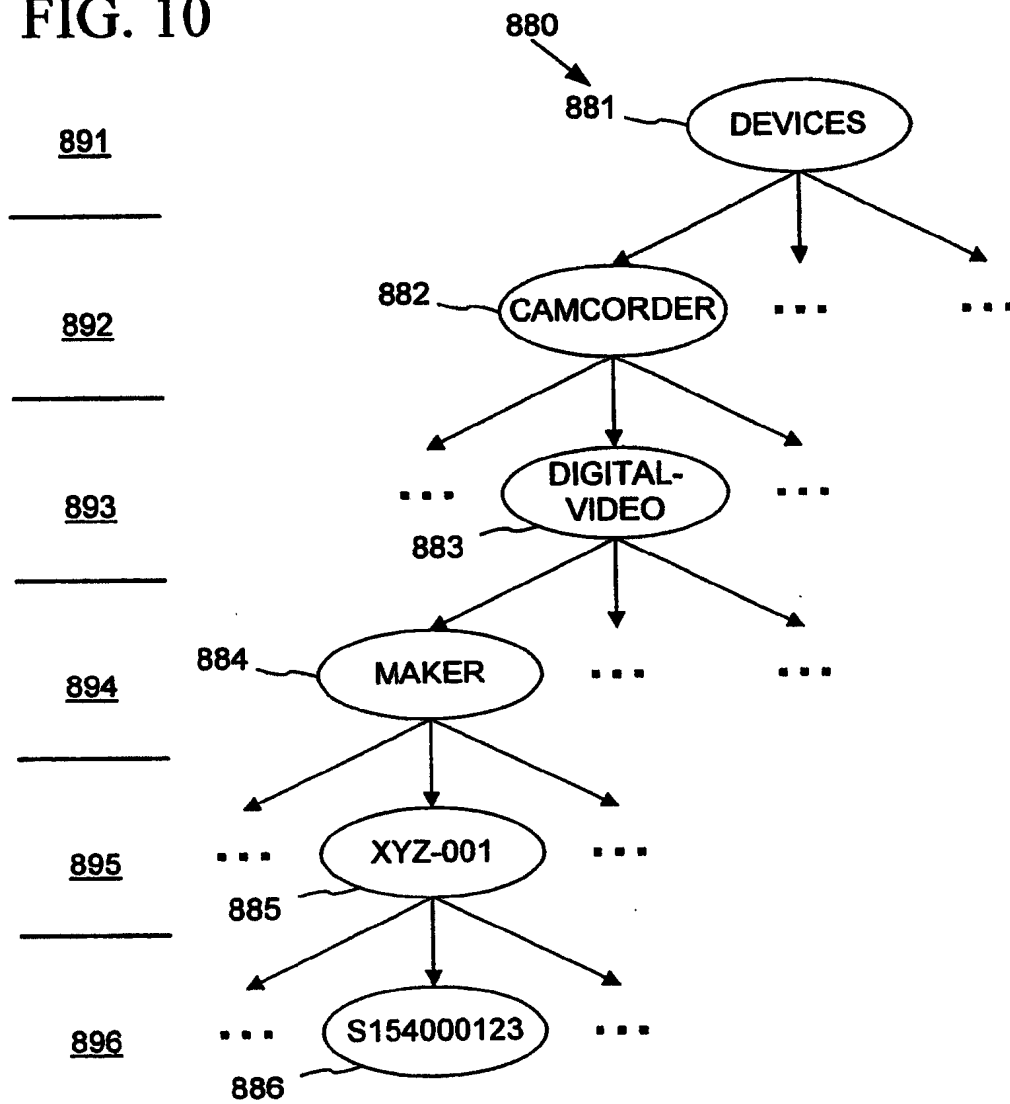 FIG. 10
880
881
DEVICES
891
882
CAMCORDER
... ...
892
... DIGITAL-
VIDEO
...
893
883
884
MAKER
... ...
894
... XYZ-001 ...
895
885
... S154000123 ...
896
886